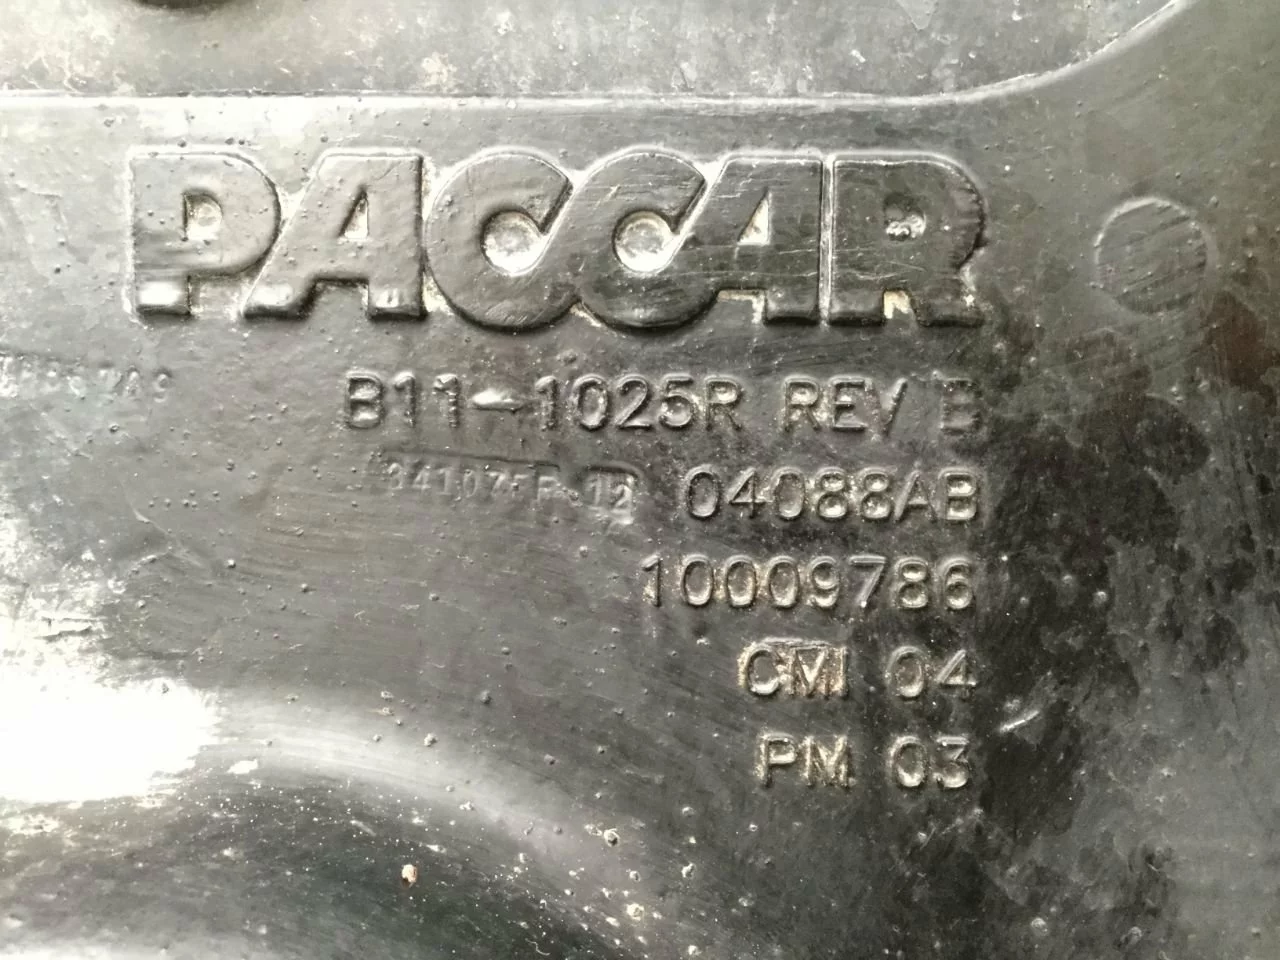 PACCAR
B11-1025R REV B
04088AB
10009786
CMI 04
PM 03